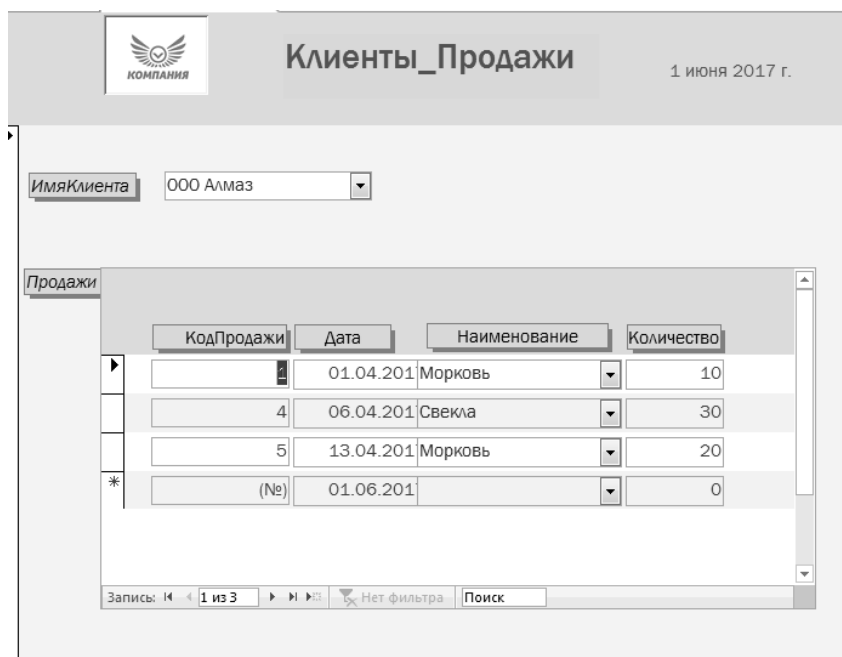 КОМПАНИЯ
Клиенты_Продажи
1 июня 2017 г.
ИмяКлиента ООО Алмаз
Продажи
КодПродажи Дата Наименование Количество
1 01.04.201 Морковь 10
4 06.04.201 Свекла 30
5 13.04.201 Морковь 20
(№) 01.06.201 0
Запись: 1 из 3 Нет фильтра Поиск